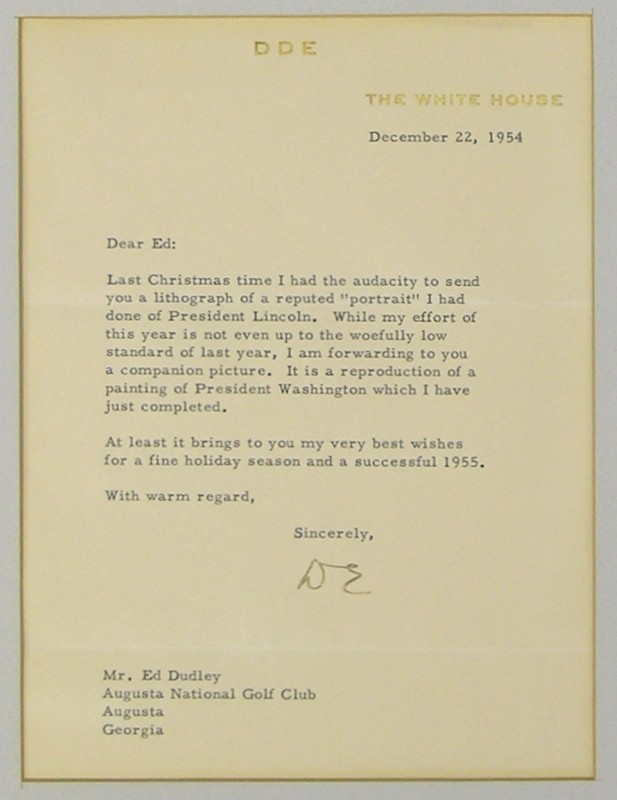 DDE
THE WHITE HOUSE
December 22, 1954
Dear Ed:
Last Christmas time I had the audacity to send
you a lithograph of a reputed "portrait" I had
done of President Lincoln. While my effort of
this year is not even up to the woefully low
standard of last year, I am forwarding to you
a companion picture. It is a reproduction of a
painting of President Washington which I have
just completed.
At least it brings to you my very best wishes
for a fine holiday season and a successful 1955.
With warm regard,
Sincerely,
DE
Mr. Ed Dudley
Augusta National Golf Club
Augusta
Georgia